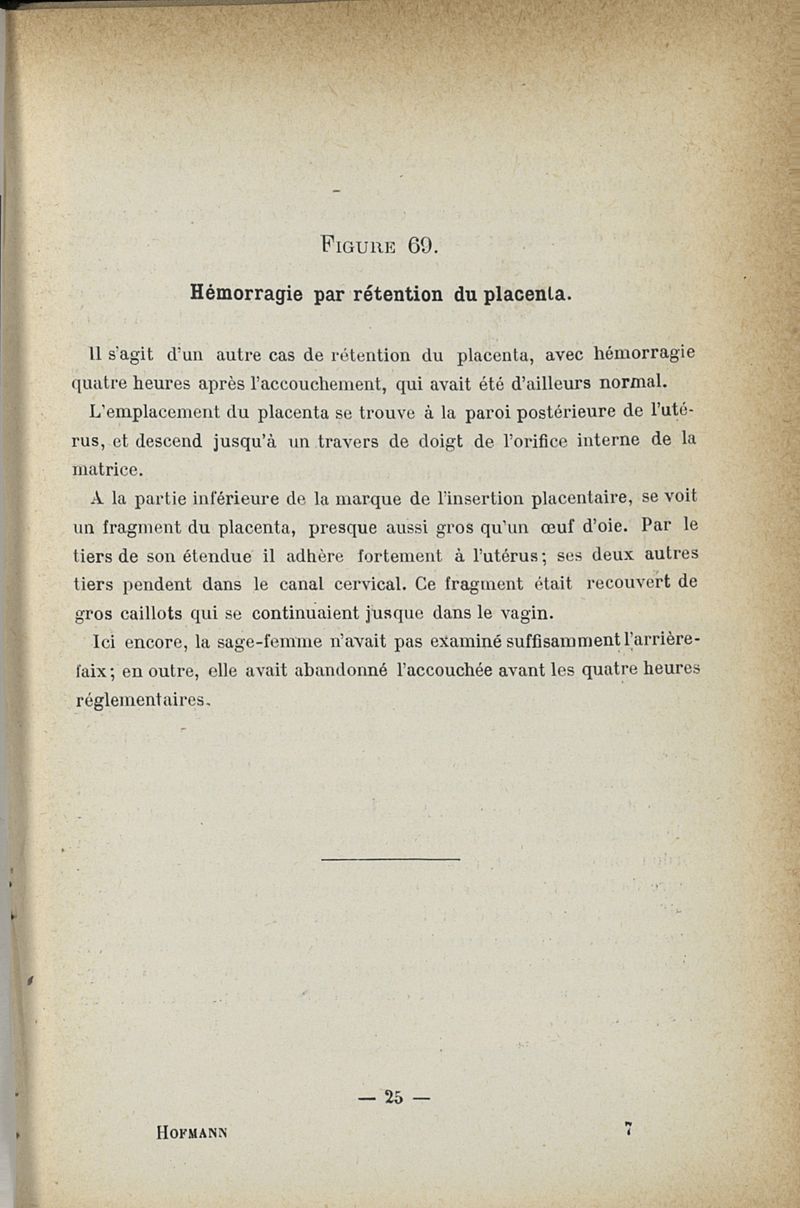 FIGURE 69.
Hémorragie par rétention du placenta.
Il s'agit d'un autre cas de rétention du placenta, avec hémorragie
quatre heures après l'accouchement, qui avait été d'ailleurs normal.
L'emplacement du placenta se trouve à la paroi postérieure de l'uté-
rus, et descend jusqu'à un travers de doigt de l'orifice interne de la
matrice.
A la partie inférieure de la marque de l'insertion placentaire, se voit
un fragment du placenta, presque aussi gros qu'un œuf d'oie. Par le
tiers de son étendue il adhère fortement à l'utérus; ses deux autres
tiers pendent dans le canal cervical. Ce fragment était recouvert de
gros caillots qui se continuaient jusque dans le vagin.
Ici encore, la sage-femme n'avait pas examiné suffisamment l'arrière-
faix; en outre, elle avait abandonné l'accouchée avant les quatre heures
réglementaires.
— 25 —
HOFMANN 7